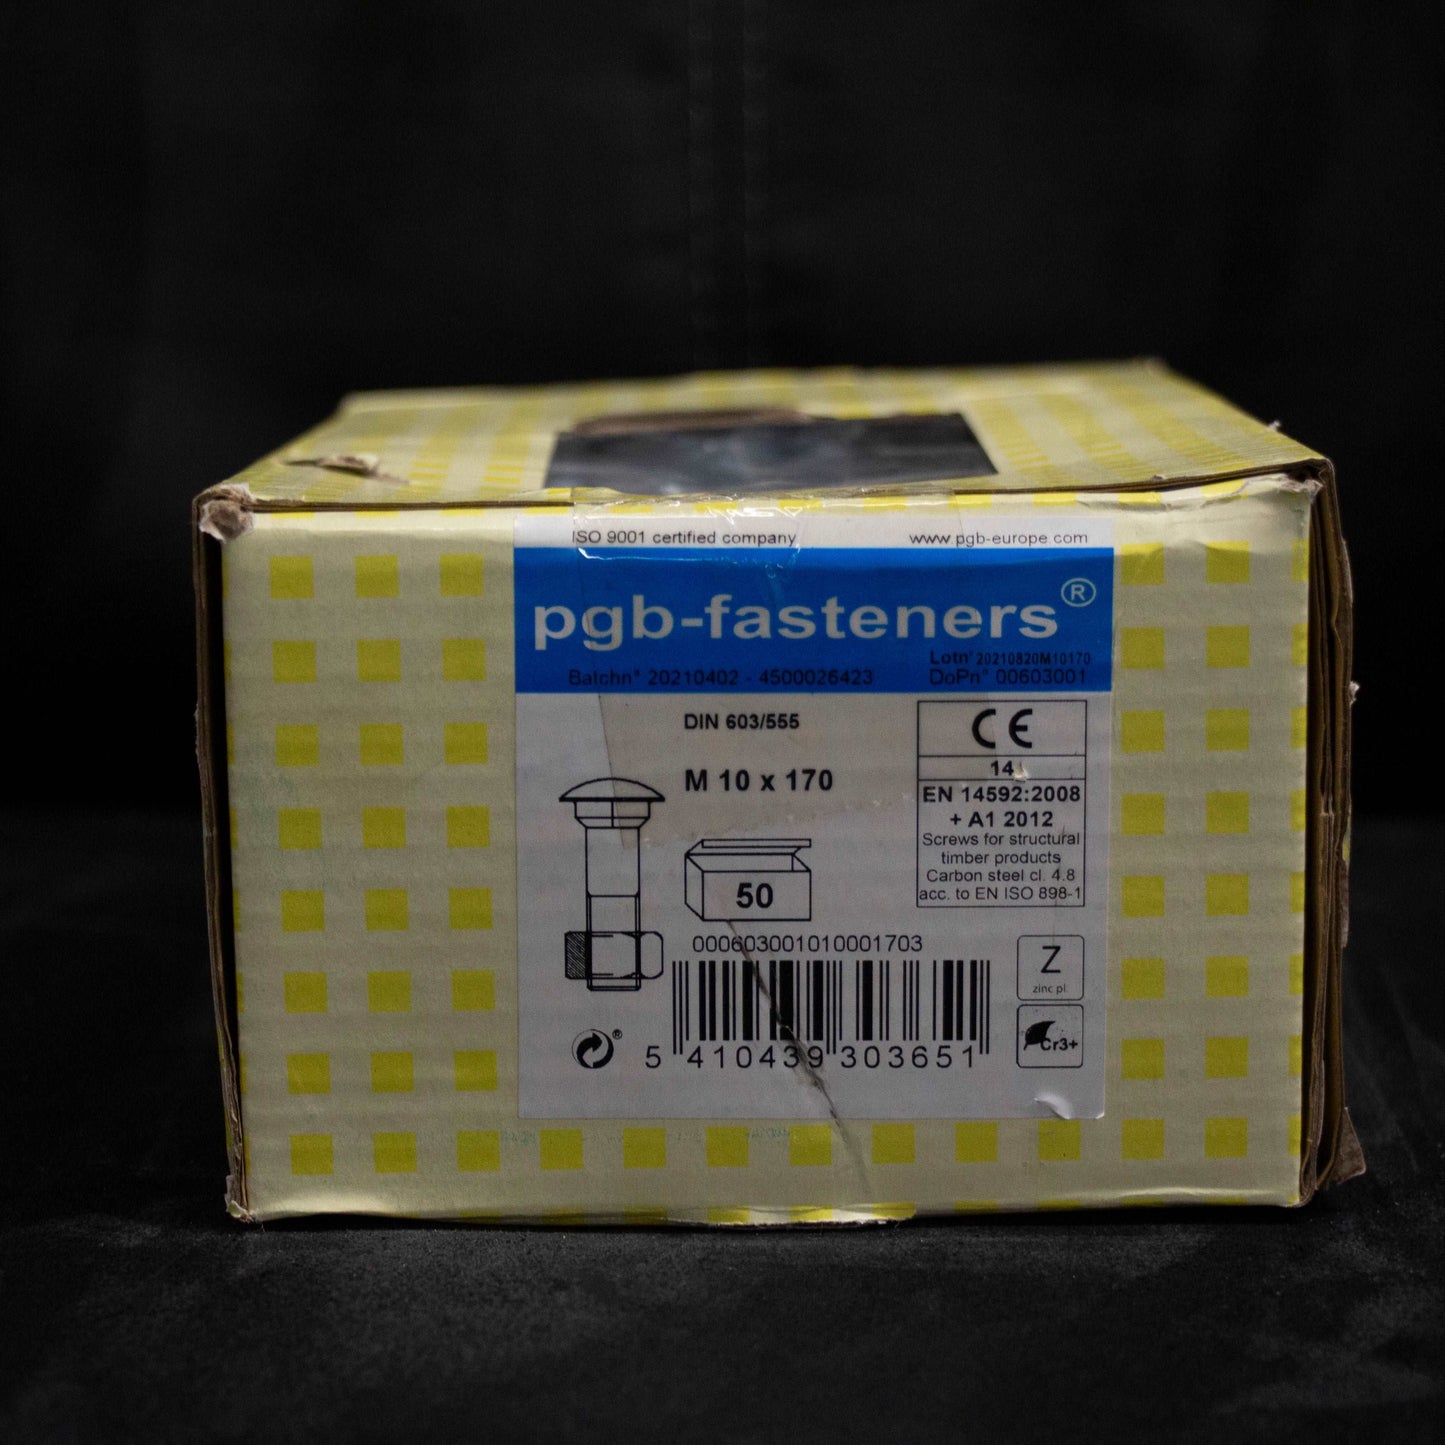 ISO 9001 certified company
www.pgb-europe.com
pgb-fasteners®
Lotn° 20210820M10170
Batchn° 20210402 - 4500026423
DoPn° 00603001
DIN 603/555
M 10 x 170
CE
14
EN 14592:2008
+ A1 2012
Screws for structural
timber products
Carbon steel cl. 4.8
acc. to EN ISO 898-1
50
000603001010001703
Z
zinc pl.
Cr3+
®
5 410439 303651